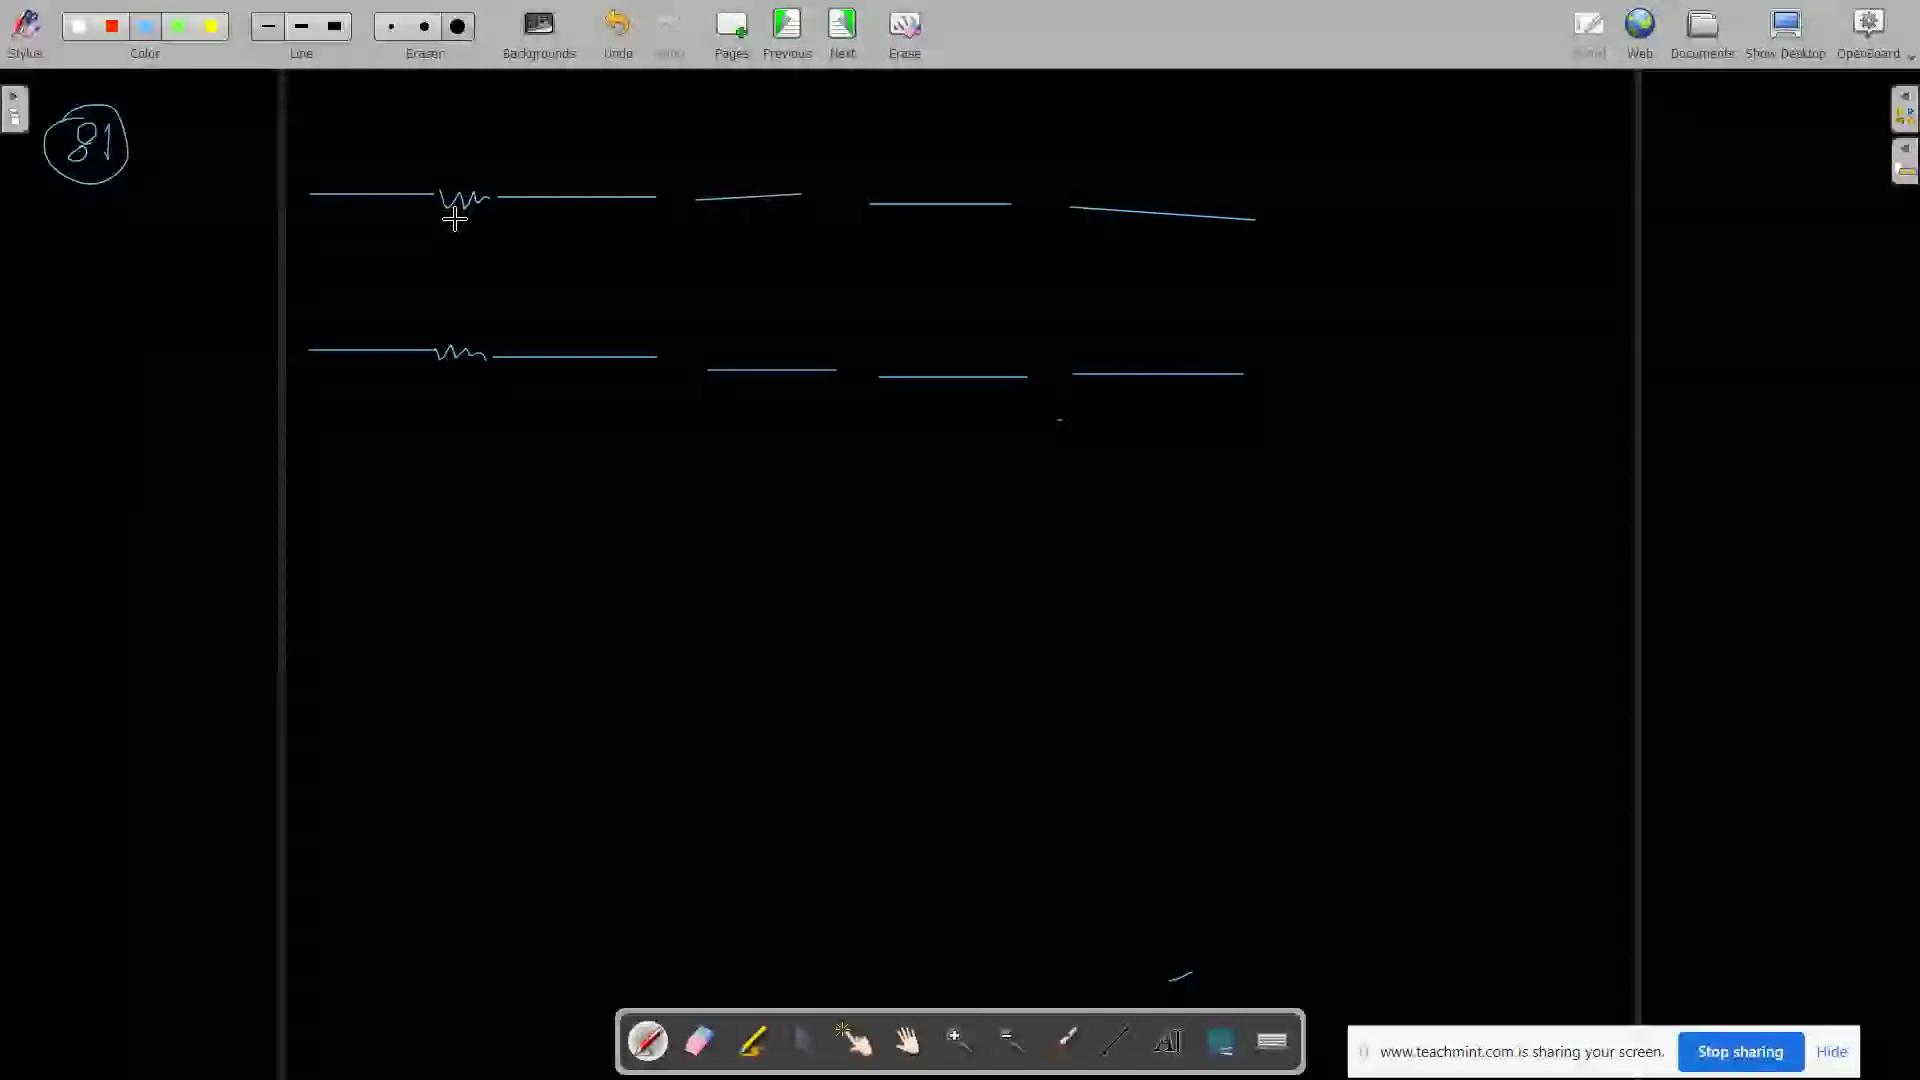 Stylus Color Line Eraser Backgrounds Undo Pages Previous Next Erase Web Documents Show Desktop OpenBoard
81
www.teachmint.com is sharing your screen. Stop sharing Hide